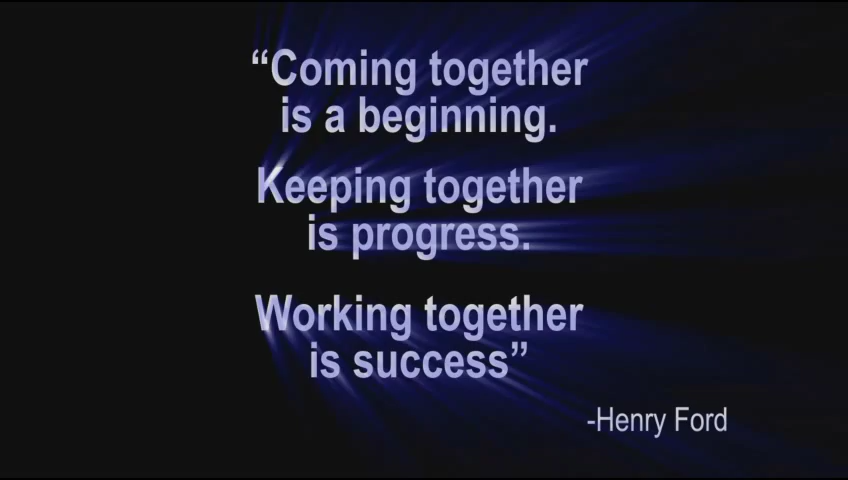 “Coming together
is a beginning.
Keeping together
is progress.
Working together
is success”
-Henry Ford